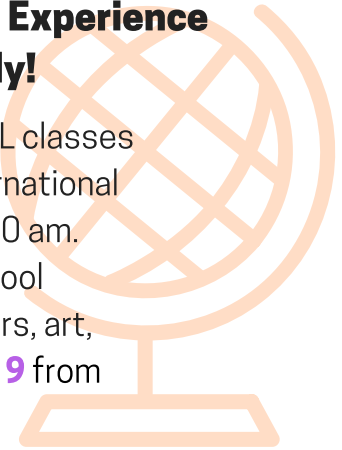 Experience
ly!
L classes
rnational
0 am.
ool
rs, art,
9 from